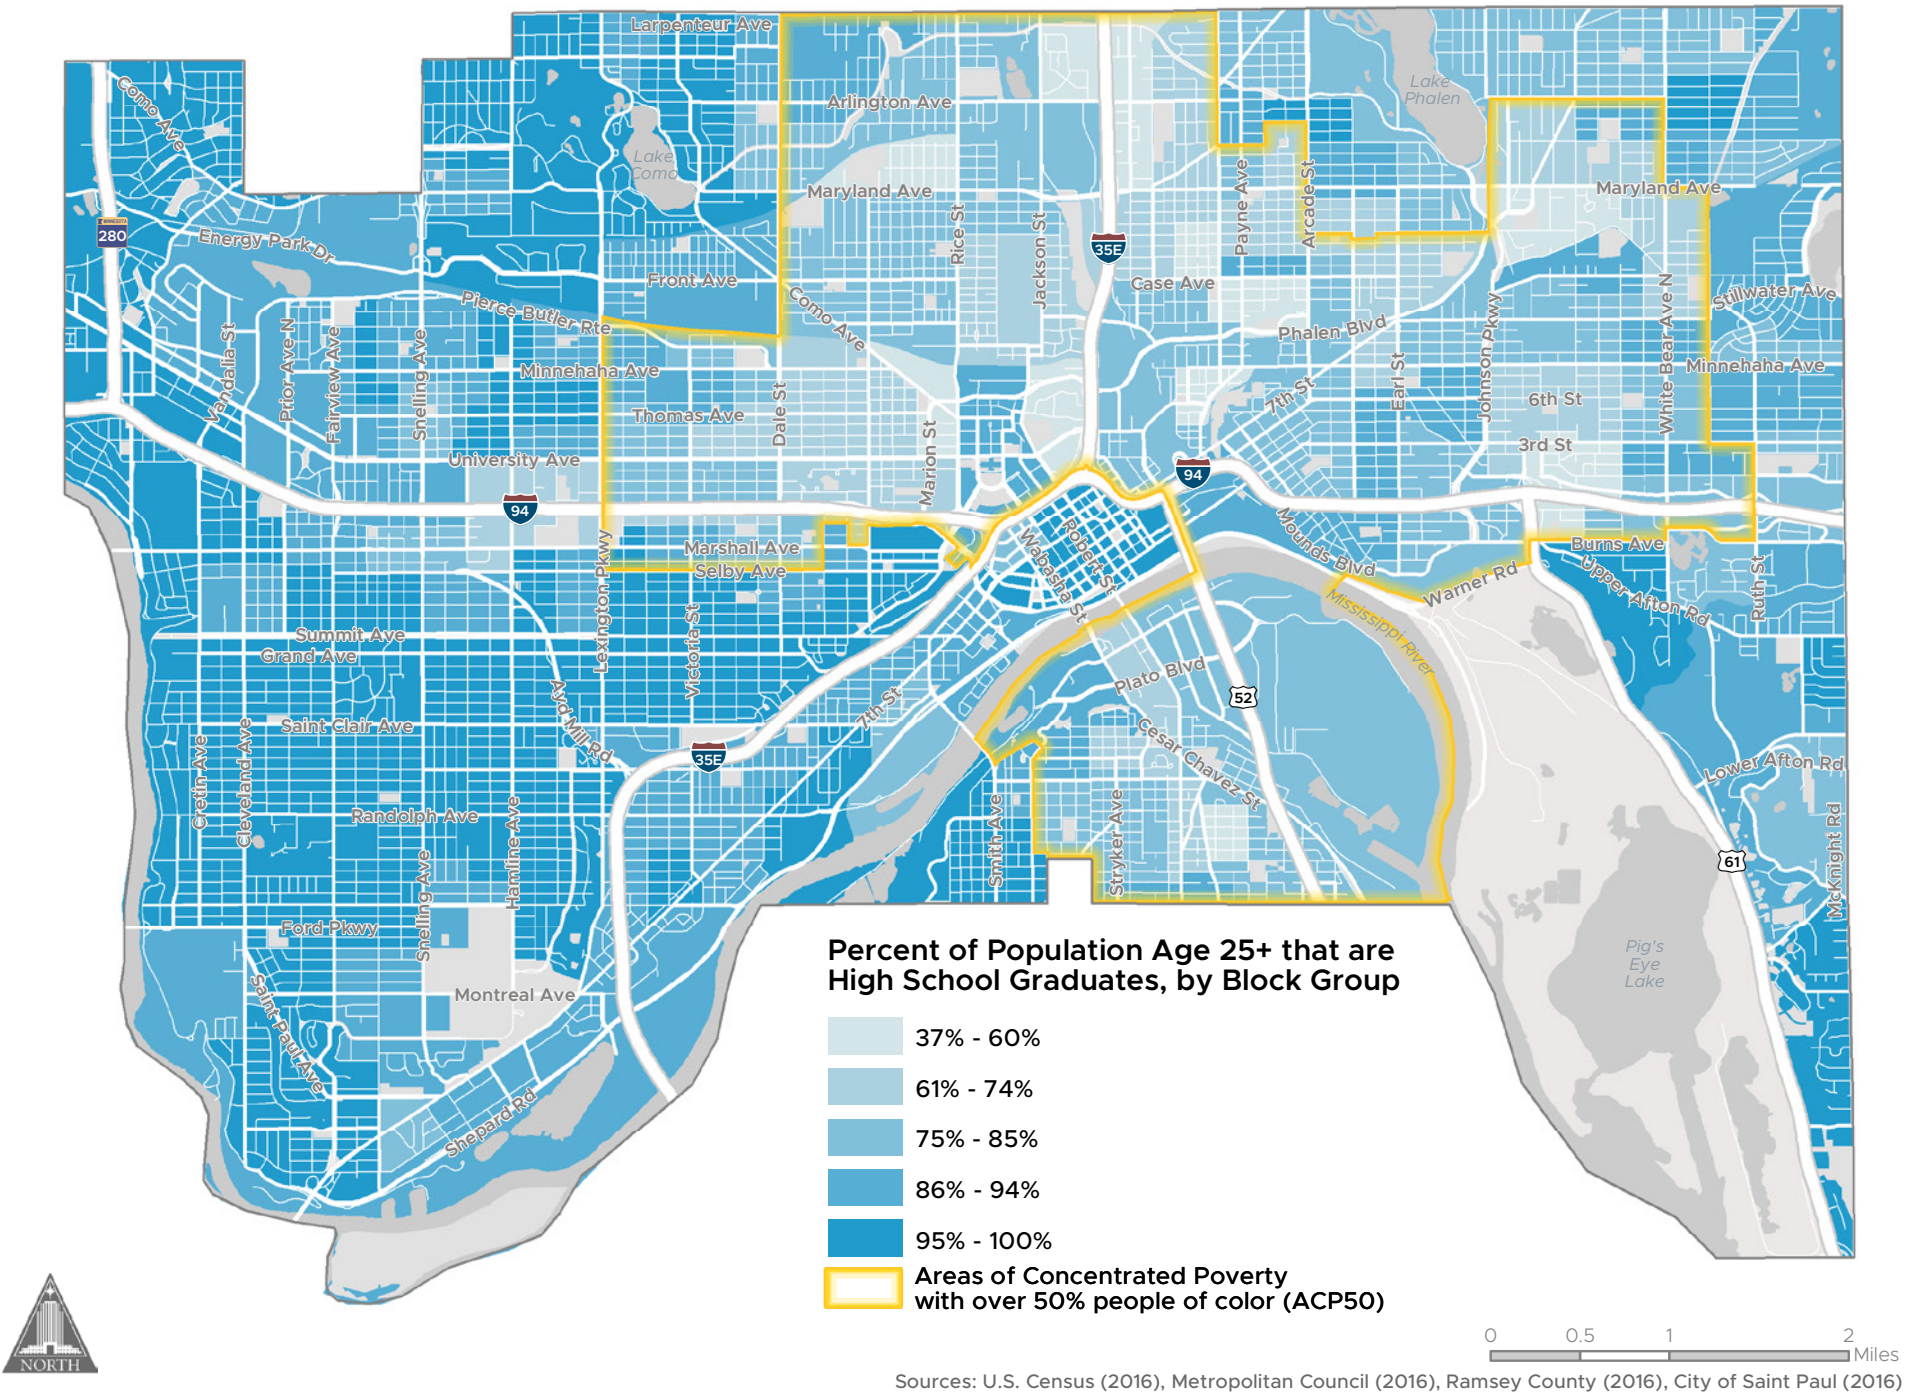 Larpenteur Ave
Como Ave
Lake
Phalen
Arlington Ave
Lake
Como
Maryland Ave
Maryland Ave
MINNESOTA
280
Energy Park Dr
Rice St
Jackson St
35E
Payne Ave
Arcade St
Front Ave
Case Ave
Stillwater Ave
Pierce Butler Rte
Como Ave
Phalen Blvd
Johnson Pkwy
White Bear Ave N
Vandalia St
Prior Ave N
Fairview Ave
Snelling Ave
Minnehaha Ave
Minnehaha Ave
Thomas Ave
Dale St
Marion St
7th St
Earl St
6th St
3rd St
University Ave
94
94
Lexington Pkwy
Marshall Ave
Selby Ave
Wabasha St
Robert St
Mounds Blvd
Burns Ave
Warner Rd
Upper Afton Rd
Ruth St
Mississippi River
Summit Ave
Grand Ave
Victoria St
Ayd Mill Rd
7th St
Plato Blvd
52
Saint Clair Ave
Cesar Chavez St
35E
Lower Afton Rd
Cretin Ave
Cleveland Ave
Randolph Ave
Hamline Ave
Snelling Ave
Smith Ave
Stryker Ave
61
McKnight Rd
Ford Pkwy
Pig's
Eye
Lake
Saint Paul Ave
Montreal Ave
Shepard Rd
Percent of Population Age 25+ that are
High School Graduates, by Block Group
37% - 60%
61% - 74%
75% - 85%
86% - 94%
95% - 100%
Areas of Concentrated Poverty
with over 50% people of color (ACP50)
NORTH
0 0.5 1 2
Miles
Sources: U.S. Census (2016), Metropolitan Council (2016), Ramsey County (2016), City of Saint Paul (2016)